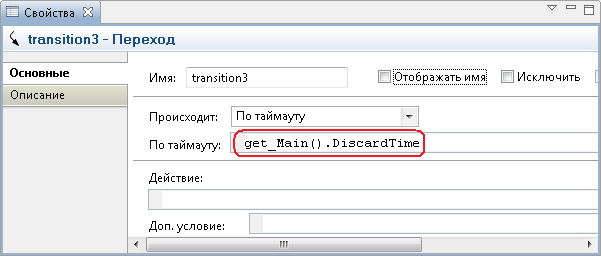 Свойства
transition3 - Переход
Основные
Описание
Имя: transition3 Отображать имя Исключить
Происходит: По таймауту
По таймауту: get_Main().DiscardTime
Действие:
Доп. условие: